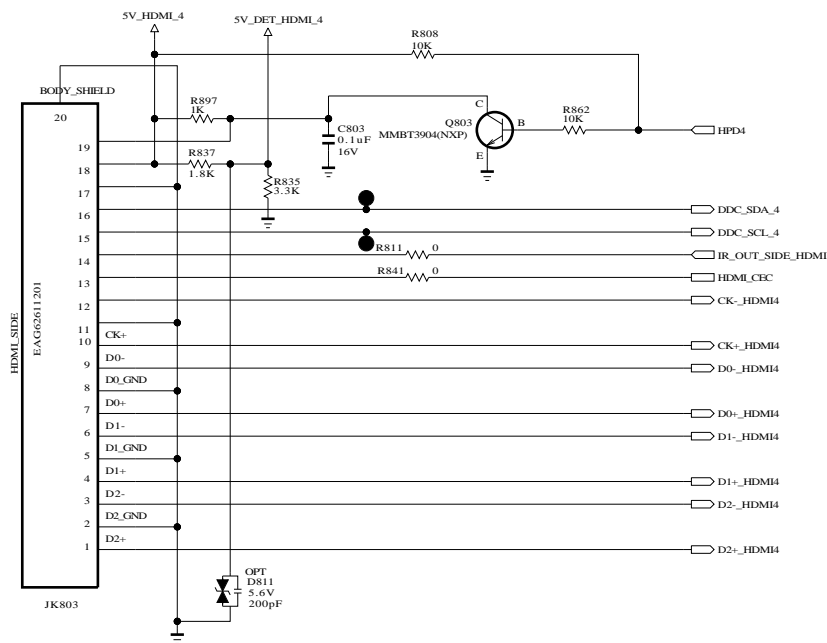 5V_HDMI_4
5V_DET_HDMI_4
R808
10K
BODY_SHIELD
20
R897
1K
C803
0.1uF
16V
C
Q803
MMBT3904(NXP)
B
E
R862
10K
HPD4
19
R837
1.8K
18
R835
3.3K
17
16
DDC_SDA_4
15
DDC_SCL_4
R811
0
14
IR_OUT_SIDE_HDMI
R841
0
13
HDMI_CEC
12
CK-_HDMI4
11
CK+
10
CK+_HDMI4
D0-
9
D0-_HDMI4
D0_GND
8
D0+
7
D0+_HDMI4
D1-
6
D1-_HDMI4
D1_GND
5
D1+
4
D1+_HDMI4
D2-
3
D2-_HDMI4
D2_GND
2
D2+
1
D2+_HDMI4
HDMI_SIDE
EAG62611201
JK803
OPT
D811
5.6V
200pF